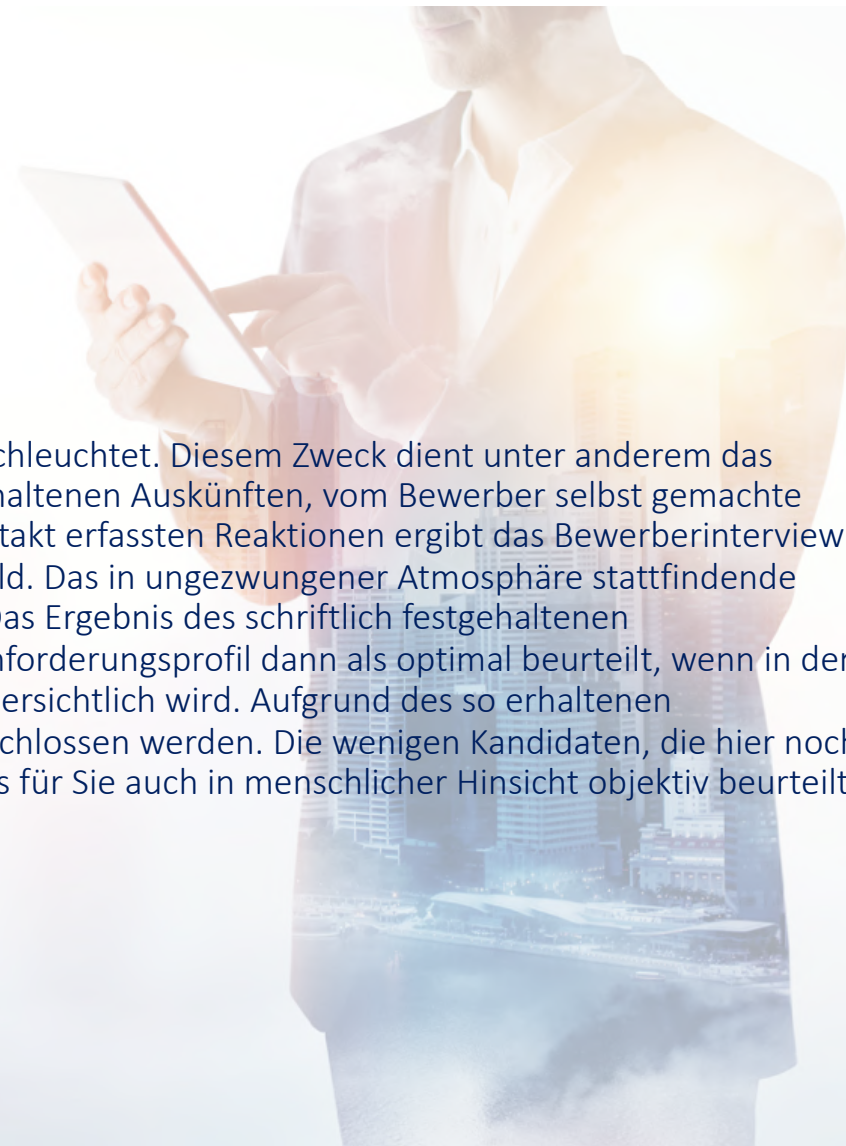 chleuchtet. Diesem Zweck dient unter anderem das
haltenen Auskünften, vom Bewerber selbst gemachte
takt erfassten Reaktionen ergibt das Bewerberinterview
ld. Das in ungezwungener Atmosphäre stattfindende
Das Ergebnis des schriftlich festgehaltenen
nforderungsprofil dann als optimal beurteilt, wenn in der
ersichtlich wird. Aufgrund des so erhaltenen
chlossen werden. Die wenigen Kandidaten, die hier noch
s für Sie auch in menschlicher Hinsicht objektiv beurteilt